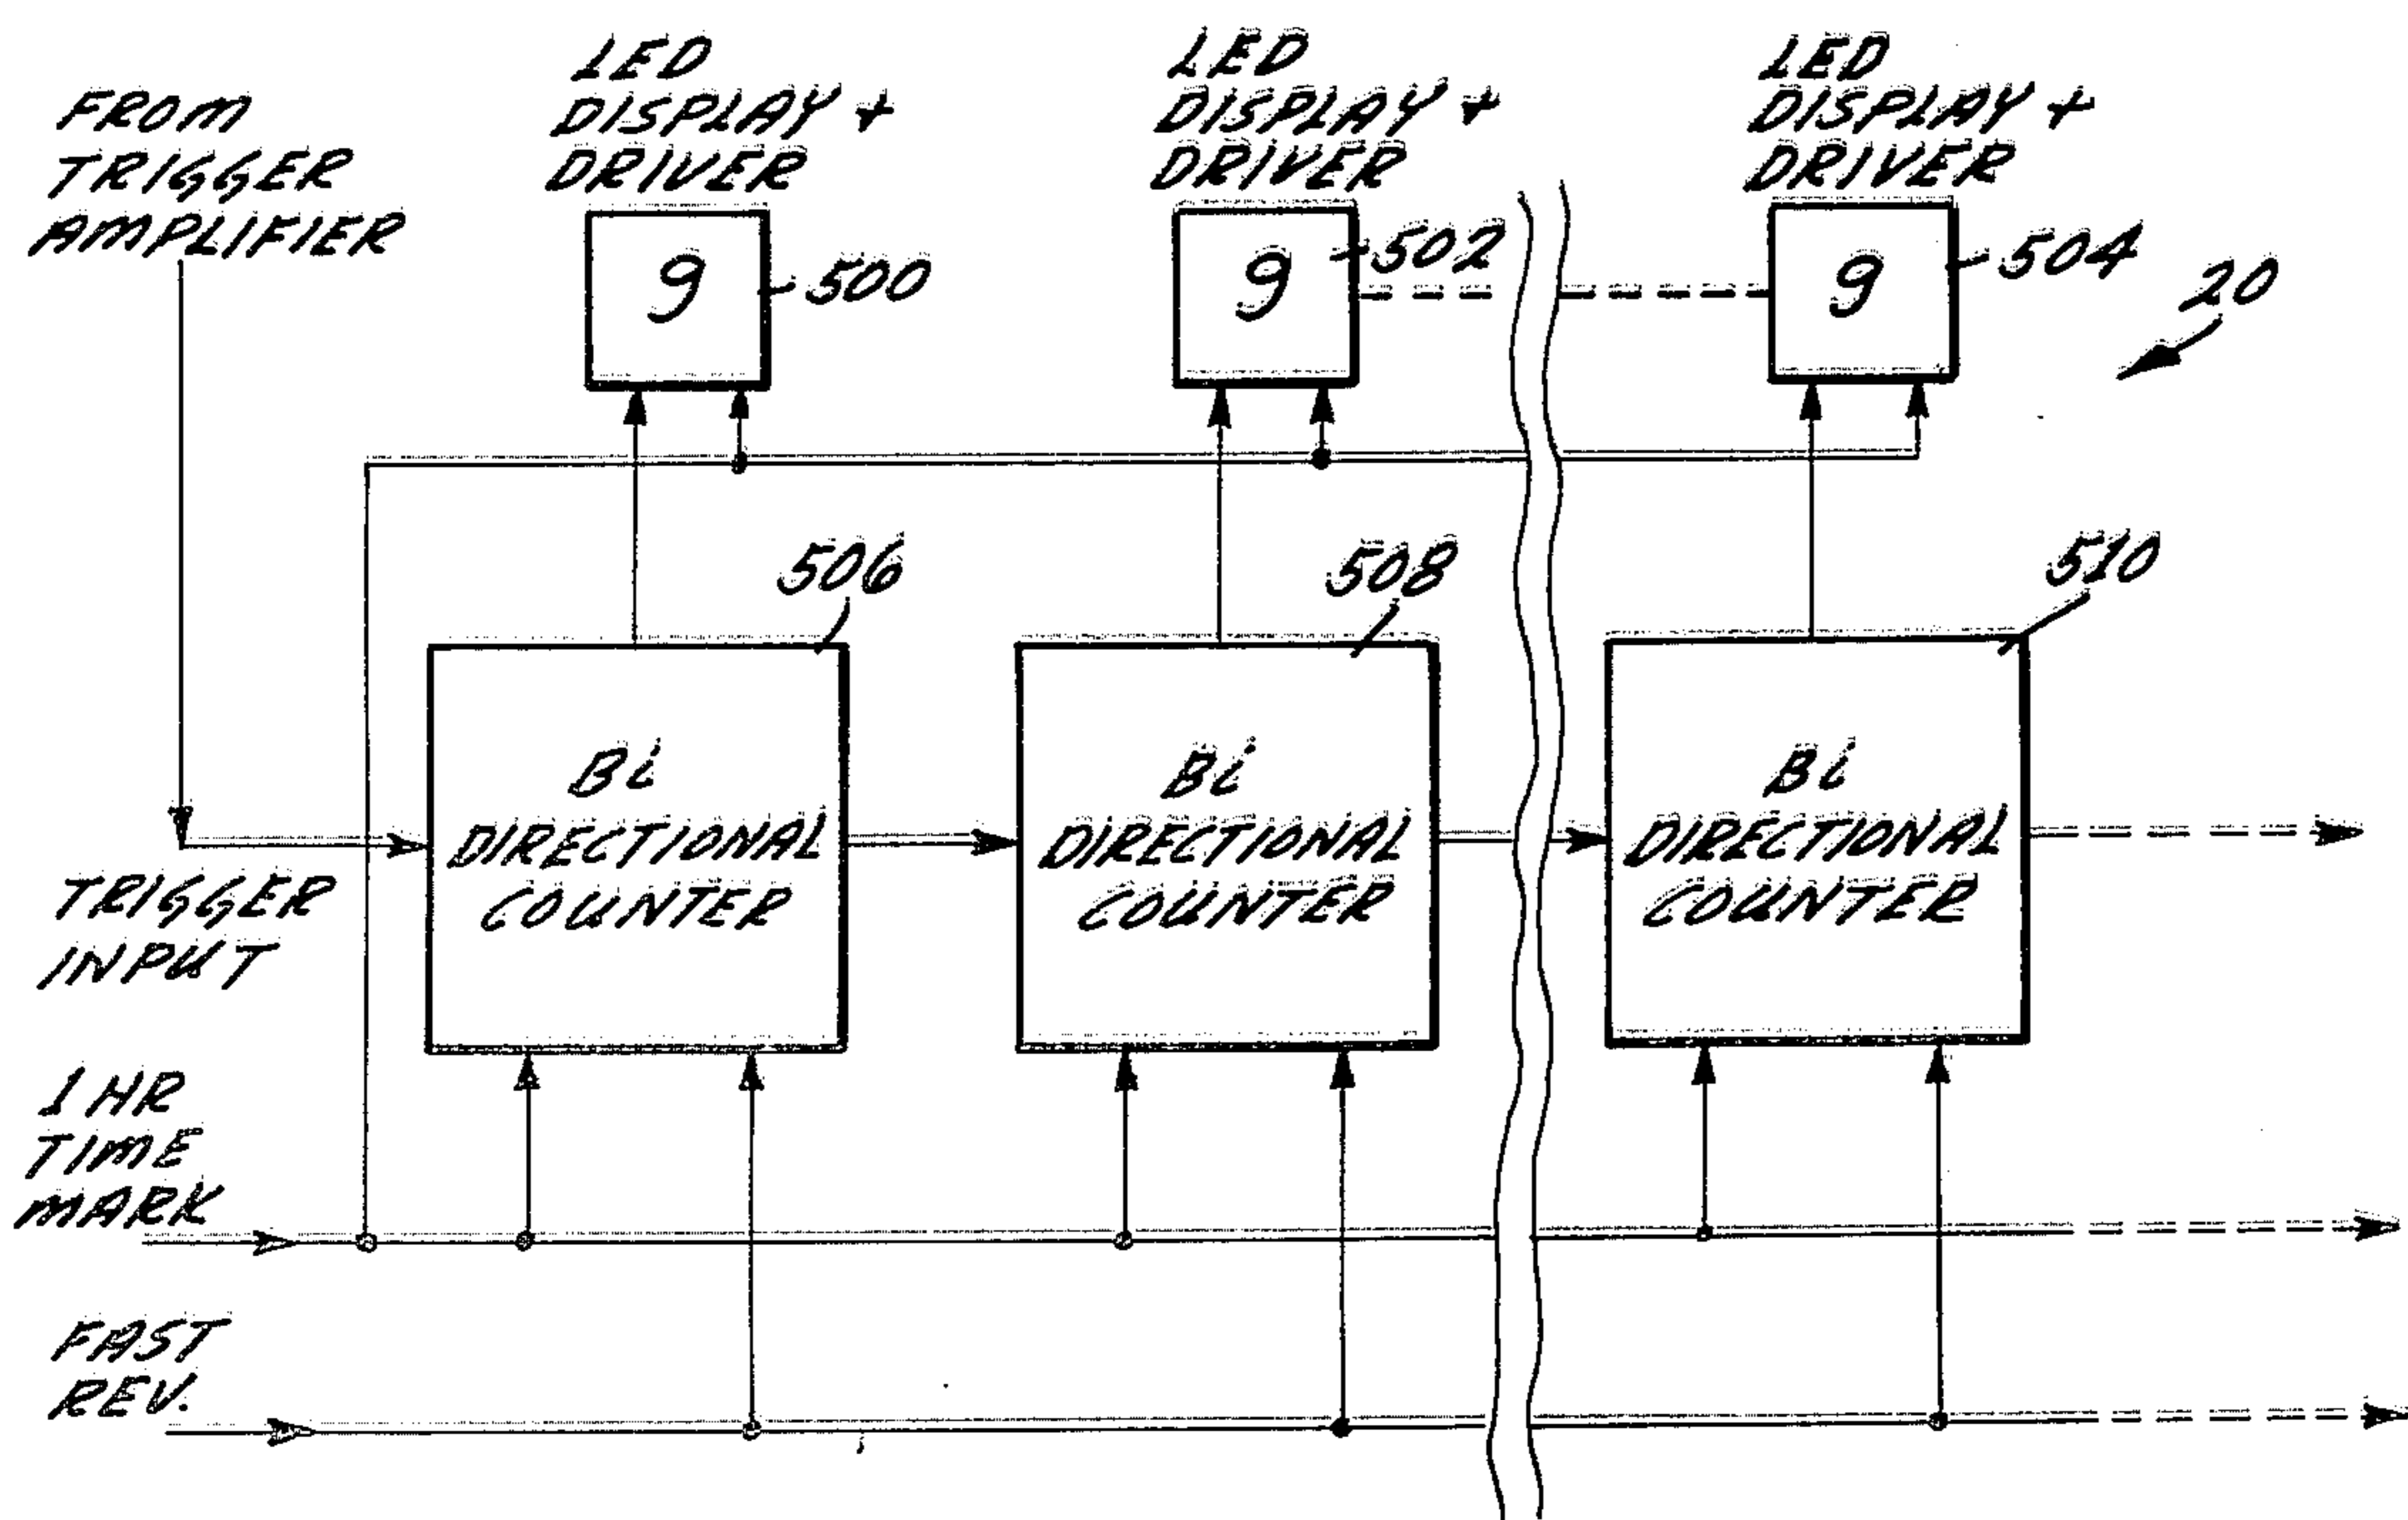 FROM
TRIGGER
AMPLIFIER
LED
DISPLAY +
DRIVER
9
500
LED
DISPLAY +
DRIVER
9
502
LED
DISPLAY +
DRIVER
9
504
20
506
508
510
Bi
DIRECTIONAL
COUNTER
Bi
DIRECTIONAL
COUNTER
Bi
DIRECTIONAL
COUNTER
TRIGGER
INPUT
1 HR
TIME
MARK
FAST
REV.